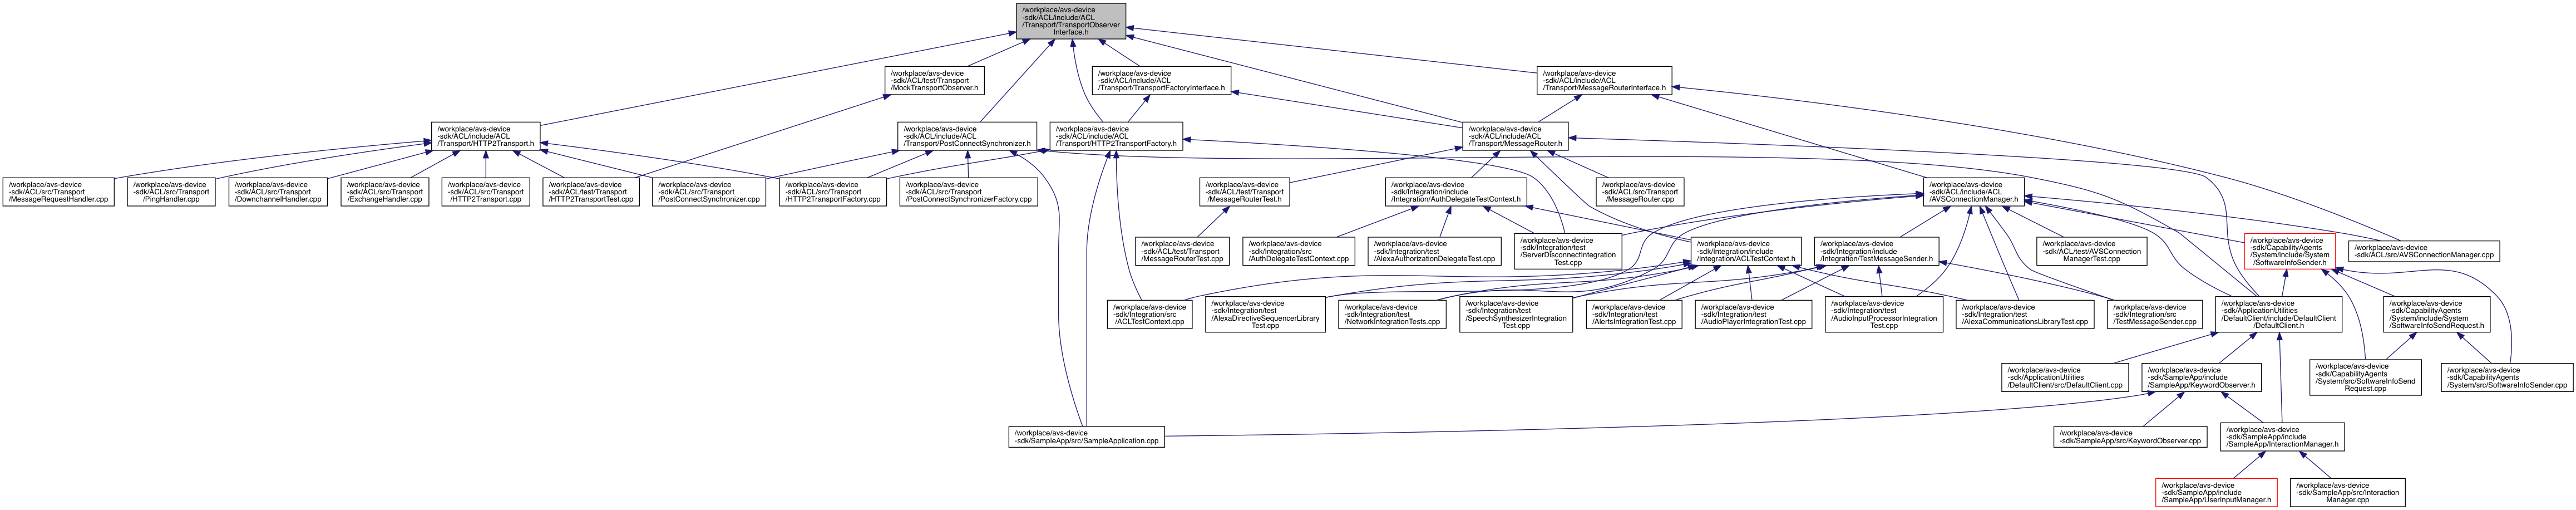 /workplace/avs-device
-sdk/ACL/include/ACL
/Transport/TransportObserver
Interface.h
/workplace/avs-device
-sdk/ACL/test/Transport
/MockTransportObserver.h
/workplace/avs-device
-sdk/ACL/include/ACL
/Transport/TransportFactoryInterface.h
/workplace/avs-device
-sdk/ACL/include/ACL
/Transport/MessageRouterInterface.h
/workplace/avs-device
-sdk/ACL/include/ACL
/Transport/HTTP2Transport.h
/workplace/avs-device
-sdk/ACL/include/ACL
/Transport/PostConnectSynchronizer.h
/workplace/avs-device
-sdk/ACL/include/ACL
/Transport/HTTP2TransportFactory.h
/workplace/avs-device
-sdk/ACL/include/ACL
/Transport/MessageRouter.h
/workplace/avs-device
-sdk/ACL/src/Transport
/MessageRequestHandler.cpp
/workplace/avs-device
-sdk/ACL/src/Transport
/PingHandler.cpp
/workplace/avs-device
-sdk/ACL/src/Transport
/DownchannelHandler.cpp
/workplace/avs-device
-sdk/ACL/src/Transport
/ExchangeHandler.cpp
/workplace/avs-device
-sdk/ACL/src/Transport
/HTTP2Transport.cpp
/workplace/avs-device
-sdk/ACL/test/Transport
/HTTP2TransportTest.cpp
/workplace/avs-device
-sdk/ACL/src/Transport
/PostConnectSynchronizer.cpp
/workplace/avs-device
-sdk/ACL/src/Transport
/HTTP2TransportFactory.cpp
/workplace/avs-device
-sdk/ACL/src/Transport
/PostConnectSynchronizerFactory.cpp
/workplace/avs-device
-sdk/ACL/test/Transport
/MessageRouterTest.h
/workplace/avs-device
-sdk/Integration/include
/Integration/AuthDelegateTestContext.h
/workplace/avs-device
-sdk/ACL/src/Transport
/MessageRouter.cpp
/workplace/avs-device
-sdk/ACL/include/ACL
/AVSConnectionManager.h
/workplace/avs-device
-sdk/ACL/test/Transport
/MessageRouterTest.cpp
/workplace/avs-device
-sdk/Integration/src
/AuthDelegateTestContext.cpp
/workplace/avs-device
-sdk/Integration/test
/AlexaAuthorizationDelegateTest.cpp
/workplace/avs-device
-sdk/Integration/test
/ServerDisconnectIntegration
Test.cpp
/workplace/avs-device
-sdk/Integration/include
/Integration/ACLTestContext.h
/workplace/avs-device
-sdk/Integration/include
/Integration/TestMessageSender.h
/workplace/avs-device
-sdk/ACL/test/AVSConnection
ManagerTest.cpp
/workplace/avs-device
-sdk/CapabilityAgents
/System/include/System
/SoftwareInfoSender.h
/workplace/avs-device
-sdk/ACL/src/AVSConnectionManager.cpp
/workplace/avs-device
-sdk/Integration/src
/ACLTestContext.cpp
/workplace/avs-device
-sdk/Integration/test
/AlexaDirectiveSequencerLibrary
Test.cpp
/workplace/avs-device
-sdk/Integration/test
/NetworkIntegrationTests.cpp
/workplace/avs-device
-sdk/Integration/test
/SpeechSynthesizerIntegration
Test.cpp
/workplace/avs-device
-sdk/Integration/test
/AlertsIntegrationTest.cpp
/workplace/avs-device
-sdk/Integration/test
/AudioPlayerIntegrationTest.cpp
/workplace/avs-device
-sdk/Integration/test
/AudioInputProcessorIntegration
Test.cpp
/workplace/avs-device
-sdk/Integration/test
/AlexaCommunicationsLibraryTest.cpp
/workplace/avs-device
-sdk/Integration/src
/TestMessageSender.cpp
/workplace/avs-device
-sdk/ApplicationUtilities
/DefaultClient/include/DefaultClient
/DefaultClient.h
/workplace/avs-device
-sdk/CapabilityAgents
/System/include/System
/SoftwareInfoSendRequest.h
/workplace/avs-device
-sdk/ApplicationUtilities
/DefaultClient/src/DefaultClient.cpp
/workplace/avs-device
-sdk/SampleApp/include
/SampleApp/KeywordObserver.h
/workplace/avs-device
-sdk/CapabilityAgents
/System/src/SoftwareInfoSend
Request.cpp
/workplace/avs-device
-sdk/CapabilityAgents
/System/src/SoftwareInfoSender.cpp
/workplace/avs-device
-sdk/SampleApp/src/SampleApplication.cpp
/workplace/avs-device
-sdk/SampleApp/src/KeywordObserver.cpp
/workplace/avs-device
-sdk/SampleApp/include
/SampleApp/InteractionManager.h
/workplace/avs-device
-sdk/SampleApp/include
/SampleApp/UserInputManager.h
/workplace/avs-device
-sdk/SampleApp/src/Interaction
Manager.cpp